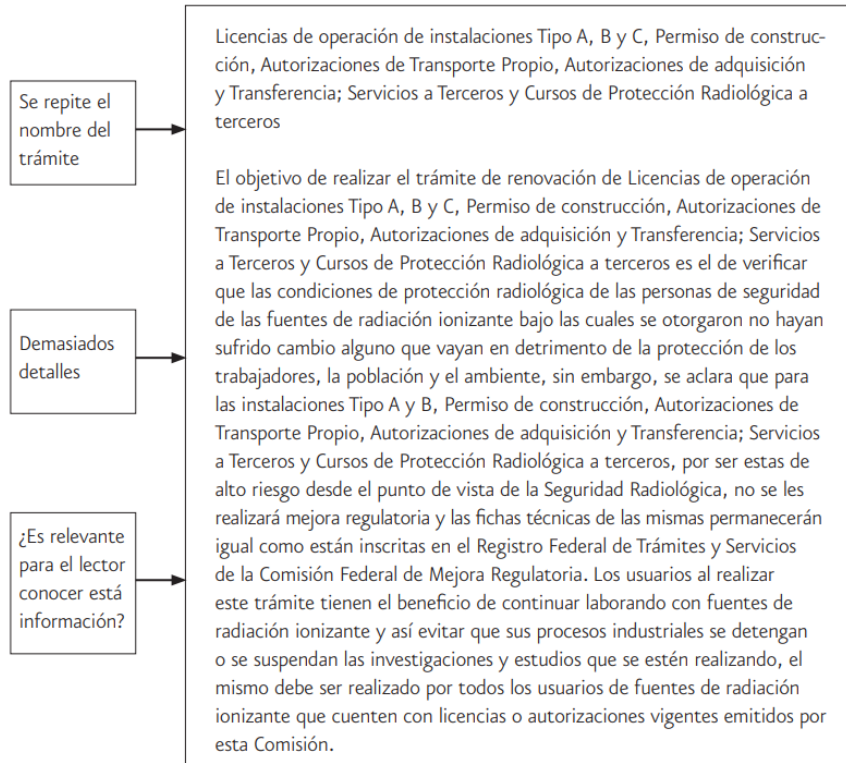 Se repite el
nombre del
trámite
Demasiados
detalles
¿Es relevante
para el lector
conocer está
información?
Licencias de operación de instalaciones Tipo A, B y C, Permiso de construc-
ción, Autorizaciones de Transporte Propio, Autorizaciones de adquisición
y Transferencia; Servicios a Terceros y Cursos de Protección Radiológica a
terceros
El objetivo de realizar el trámite de renovación de Licencias de operación
de instalaciones Tipo A, B y C, Permiso de construcción, Autorizaciones de
Transporte Propio, Autorizaciones de adquisición y Transferencia; Servicios
a Terceros y Cursos de Protección Radiológica a terceros es el de verificar
que las condiciones de protección radiológica de las personas de seguridad
de las fuentes de radiación ionizante bajo las cuales se otorgaron no hayan
sufrido cambio alguno que vayan en detrimento de la protección de los
trabajadores, la población y el ambiente, sin embargo, se aclara que para
las instalaciones Tipo A y B, Permiso de construcción, Autorizaciones de
Transporte Propio, Autorizaciones de adquisición y Transferencia; Servicios
a Terceros y Cursos de Protección Radiológica a terceros, por ser estas de
alto riesgo desde el punto de vista de la Seguridad Radiológica, no se les
realizará mejora regulatoria y las fichas técnicas de las mismas permanecerán
igual como están inscritas en el Registro Federal de Trámites y Servicios
de la Comisión Federal de Mejora Regulatoria. Los usuarios al realizar
este trámite tienen el beneficio de continuar laborando con fuentes de
radiación ionizante y así evitar que sus procesos industriales se detengan
o se suspendan las investigaciones y estudios que se estén realizando, el
mismo debe ser realizado por todos los usuarios de fuentes de radiación
ionizante que cuenten con licencias o autorizaciones vigentes emitidos por
esta Comisión.